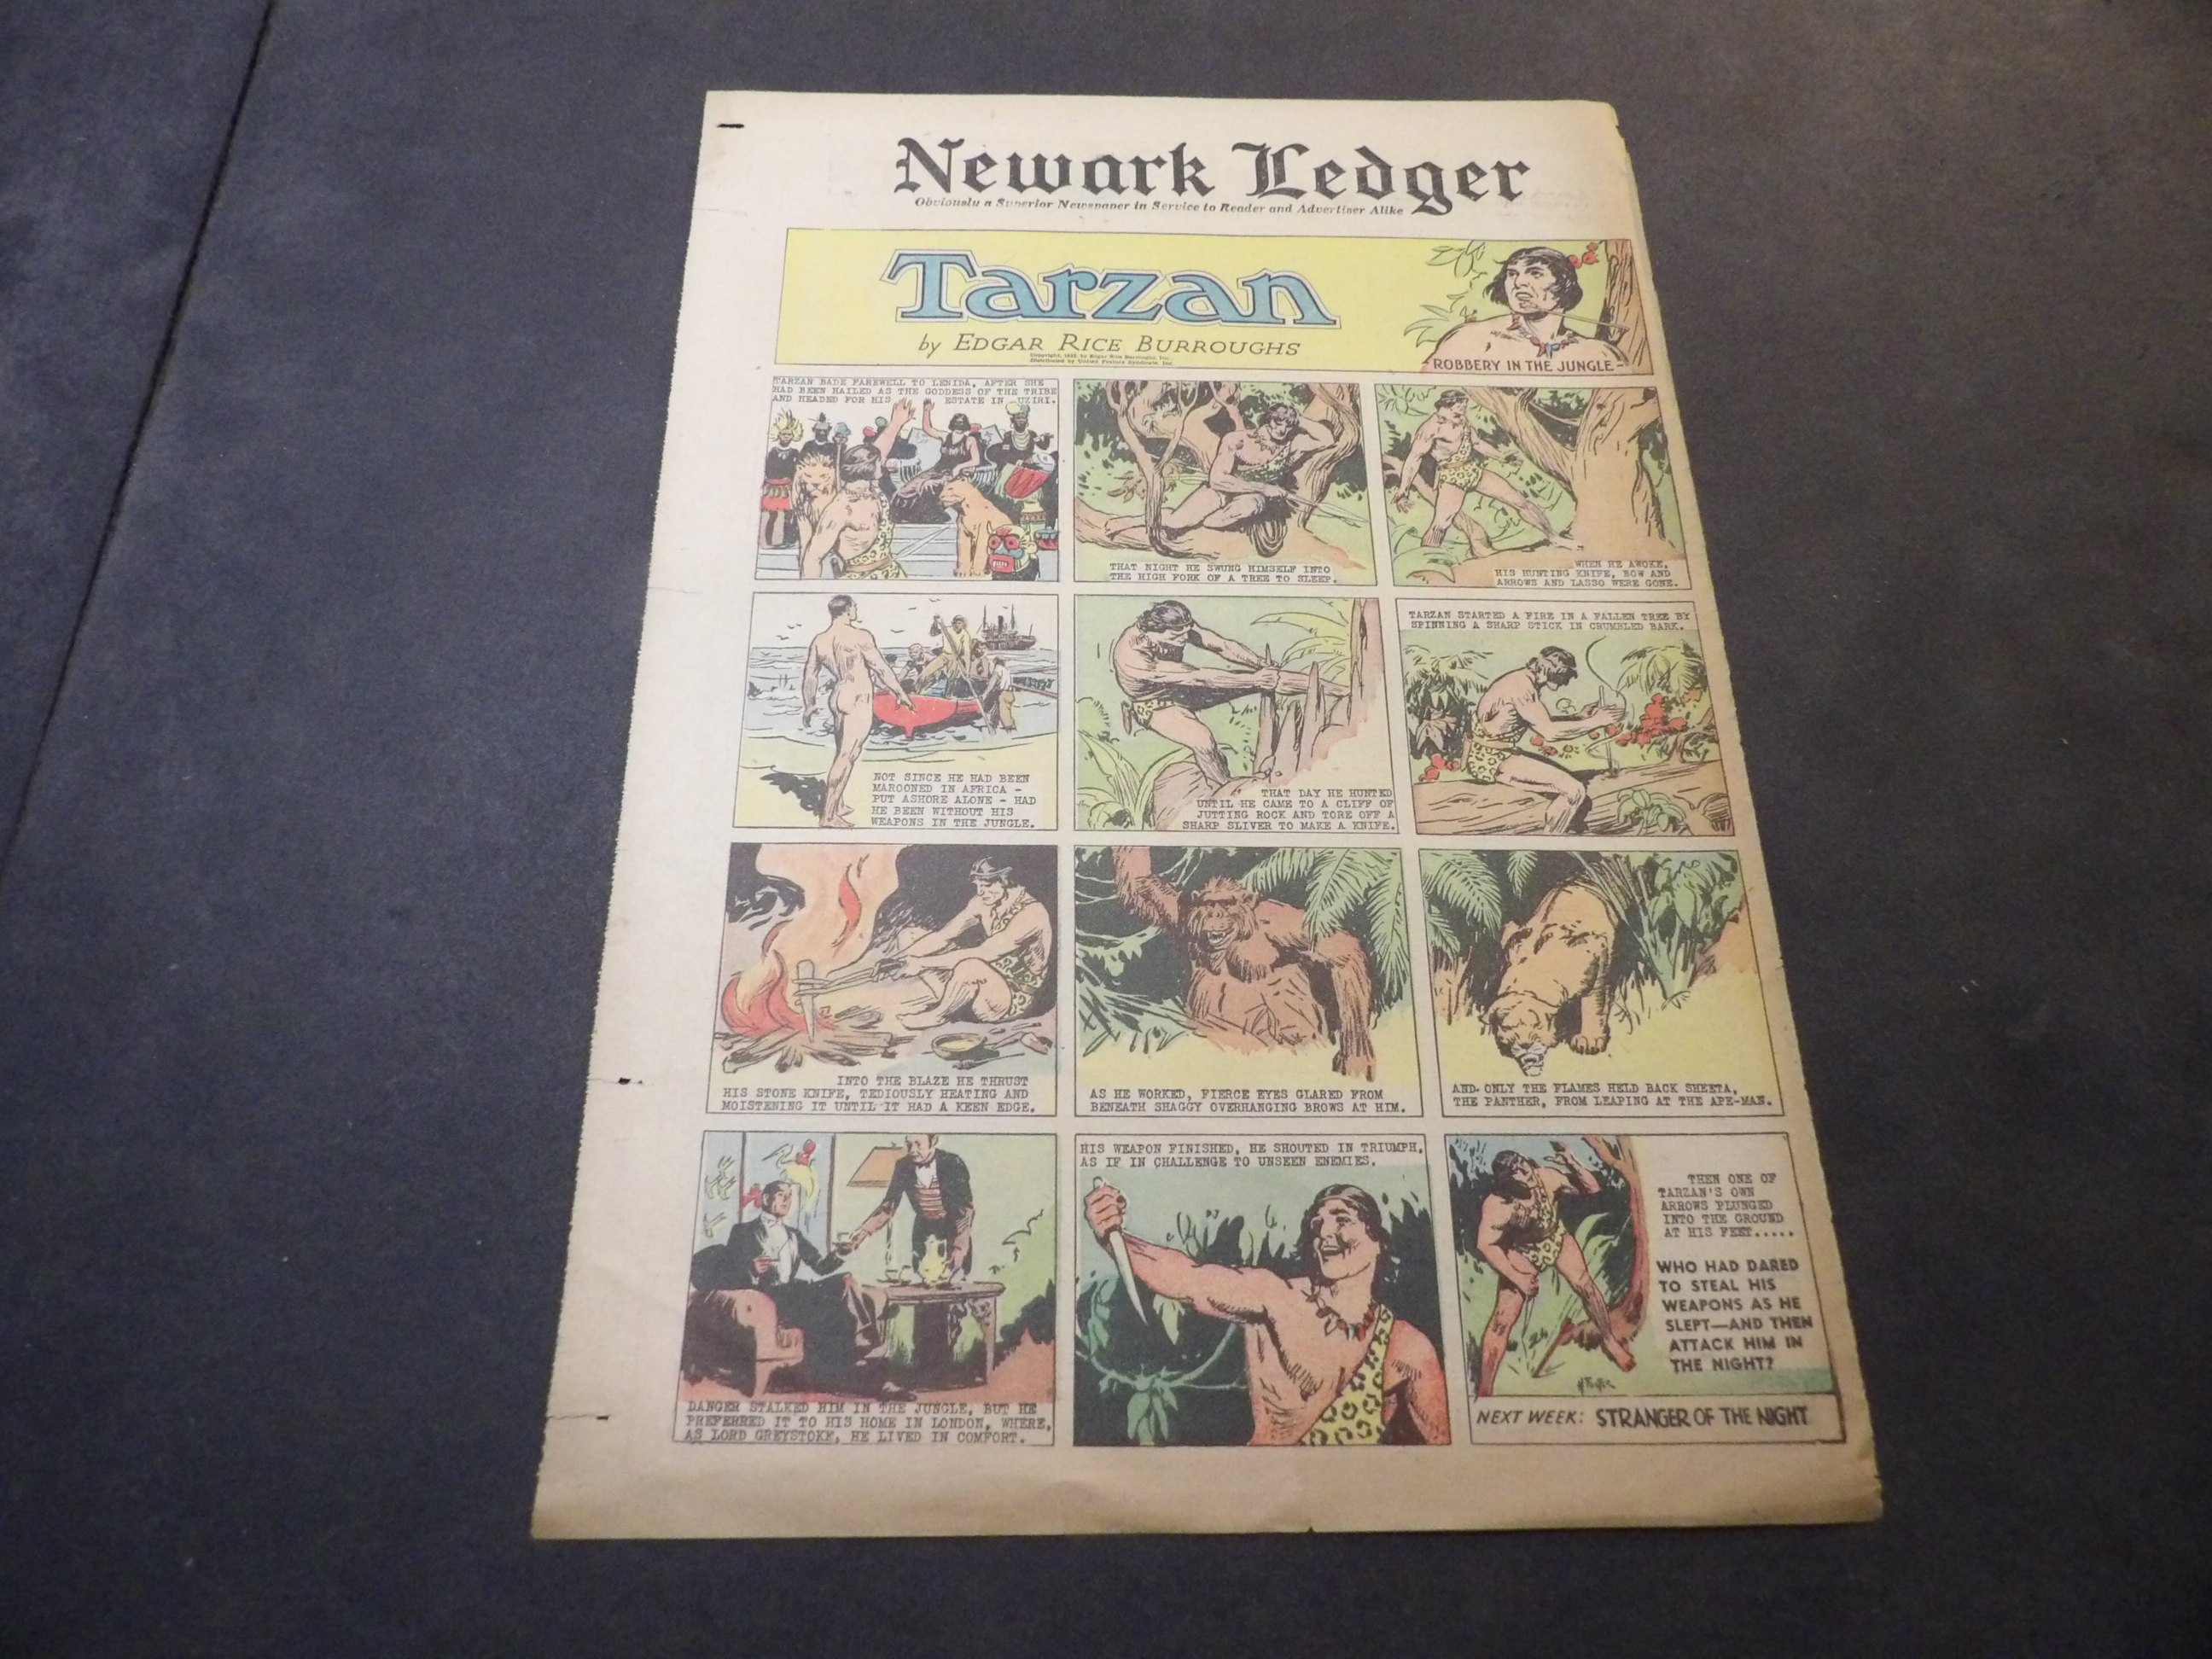 Newark Ledger
Obviously a Superior Newspaper in Service to Reader and Advertiser Alike
Tarzan
by EDGAR RICE BURROUGHS
Distributed by United Feature Syndicate, Inc.
ROBBERY IN THE JUNGLE-
TARZAN BADE FAREWELL TO LENIDA, AFTER SHE
HAD BEEN HAILED AS THE GODDESS OF THE TRIBE
AND HEADED FOR HIS ESTATE IN UZIRI.
THAT NIGHT HE SWUNG HIMSELF INTO
THE HIGH FORK OF A TREE TO SLEEP.
WHEN HE AWOKE,
HIS HUNTING KNIFE, BOW AND
ARROWS AND LASSO WERE GONE.
NOT SINCE HE HAD BEEN
MAROONED IN AFRICA -
PUT ASHORE ALONE - HAD
HE BEEN WITHOUT HIS
WEAPONS IN THE JUNGLE.
THAT DAY HE HUNTED
UNTIL HE CAME TO A CLIFF OF
JUTTING ROCK AND TORE OFF A
SHARP SLIVER TO MAKE A KNIFE.
TARZAN STARTED A FIRE IN A FALLEN TREE BY
SPINNING A SHARP STICK IN CRUMBLED BARK.
INTO THE BLAZE HE THRUST
HIS STONE KNIFE, TEDIOUSLY HEATING AND
MOISTENING IT UNTIL IT HAD A KEEN EDGE.
AS HE WORKED, FIERCE EYES GLARED FROM
BENEATH SHAGGY OVERHANGING BROWS AT HIM.
AND ONLY THE FLAMES HELD BACK SHEETA,
THE PANTHER, FROM LEAPING AT THE APE-MAN.
DANGER STALKED HIM IN THE JUNGLE, BUT HE
PREFERRED IT TO HIS HOME IN LONDON, WHERE,
AS LORD GREYSTOKE, HE LIVED IN COMFORT.
HIS WEAPON FINISHED, HE SHOUTED IN TRIUMPH,
AS IF IN CHALLENGE TO UNSEEN ENEMIES.
THEN ONE OF
TARZAN'S OWN
ARROWS PLUNGED
INTO THE GROUND
AT HIS FEET.....
WHO HAD DARED
TO STEAL HIS
WEAPONS AS HE
SLEPT—AND THEN
ATTACK HIM IN
THE NIGHT?
NEXT WEEK: STRANGER OF THE NIGHT